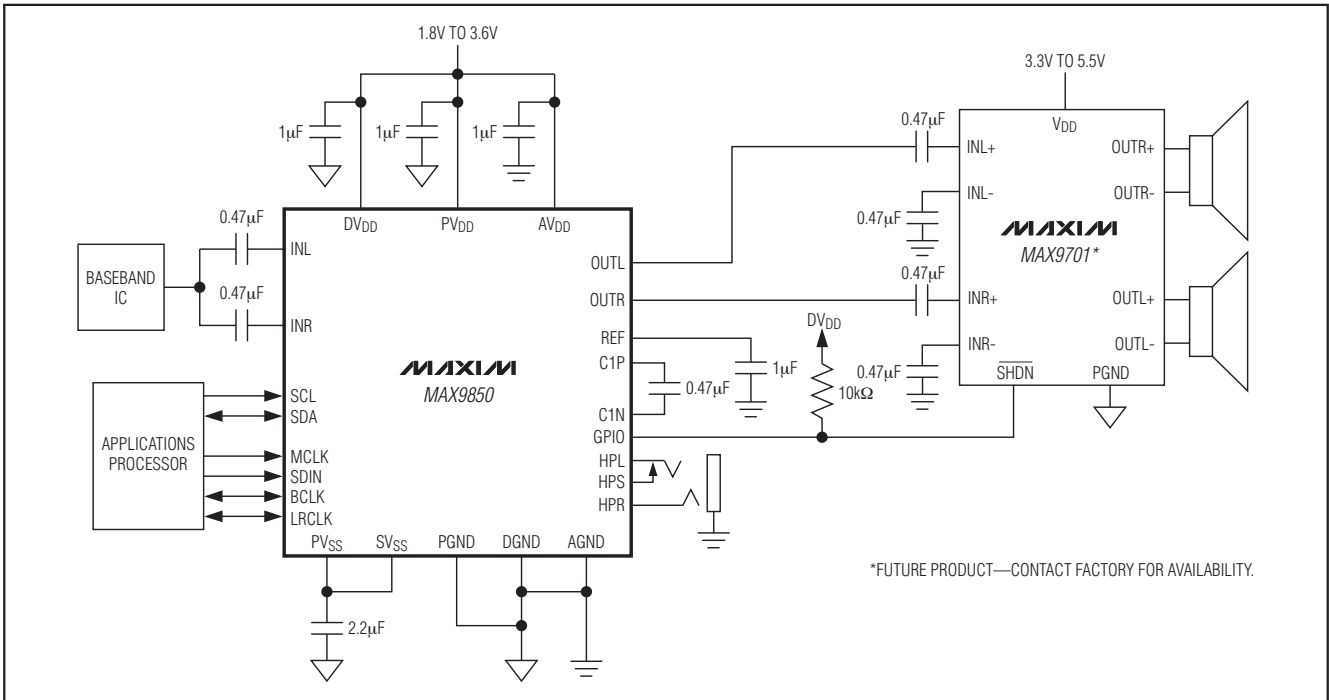 1.8V TO 3.6V
1µF
1µF
1µF
DVDD
PVDD
AVDD
BASEBAND
IC
0.47µF
0.47µF
INL
INR
APPLICATIONS
PROCESSOR
SCL
SDA
MCLK
SDIN
BCLK
LRCLK
MAXIM
MAX9850
OUTL
OUTR
REF
C1P
C1N
GPIO
HPL
HPS
HPR
PVSS
SVSS
PGND
DGND
AGND
2.2µF
1µF
0.47µF
DVDD
10kΩ
0.47µF
0.47µF
0.47µF
0.47µF
3.3V TO 5.5V
VDD
INL+
INL-
INR+
INR-
MAXIM
MAX9701*
OUTR+
OUTR-
OUTL+
OUTL-
SHDN
PGND
*FUTURE PRODUCT—CONTACT FACTORY FOR AVAILABILITY.